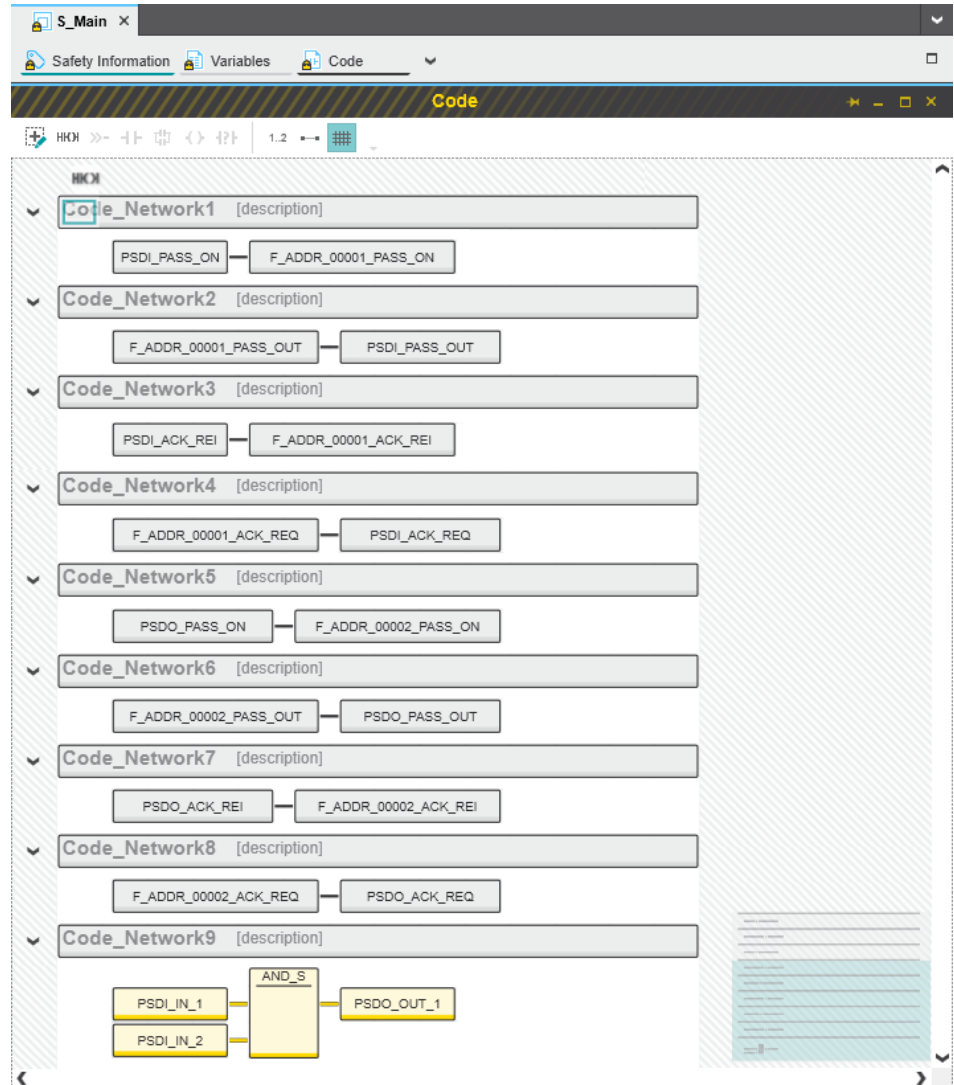 S_Main
Safety Information Variables Code
Code
1..2
Code_Network1 [description]
PSDI_PASS_ON F_ADDR_00001_PASS_ON
Code_Network2 [description]
F_ADDR_00001_PASS_OUT PSDI_PASS_OUT
Code_Network3 [description]
PSDI_ACK_REI F_ADDR_00001_ACK_REI
Code_Network4 [description]
F_ADDR_00001_ACK_REQ PSDI_ACK_REQ
Code_Network5 [description]
PSDO_PASS_ON F_ADDR_00002_PASS_ON
Code_Network6 [description]
F_ADDR_00002_PASS_OUT PSDO_PASS_OUT
Code_Network7 [description]
PSDO_ACK_REI F_ADDR_00002_ACK_REI
Code_Network8 [description]
F_ADDR_00002_ACK_REQ PSDO_ACK_REQ
Code_Network9 [description]
AND_S
PSDI_IN_1 PSDO_OUT_1
PSDI_IN_2